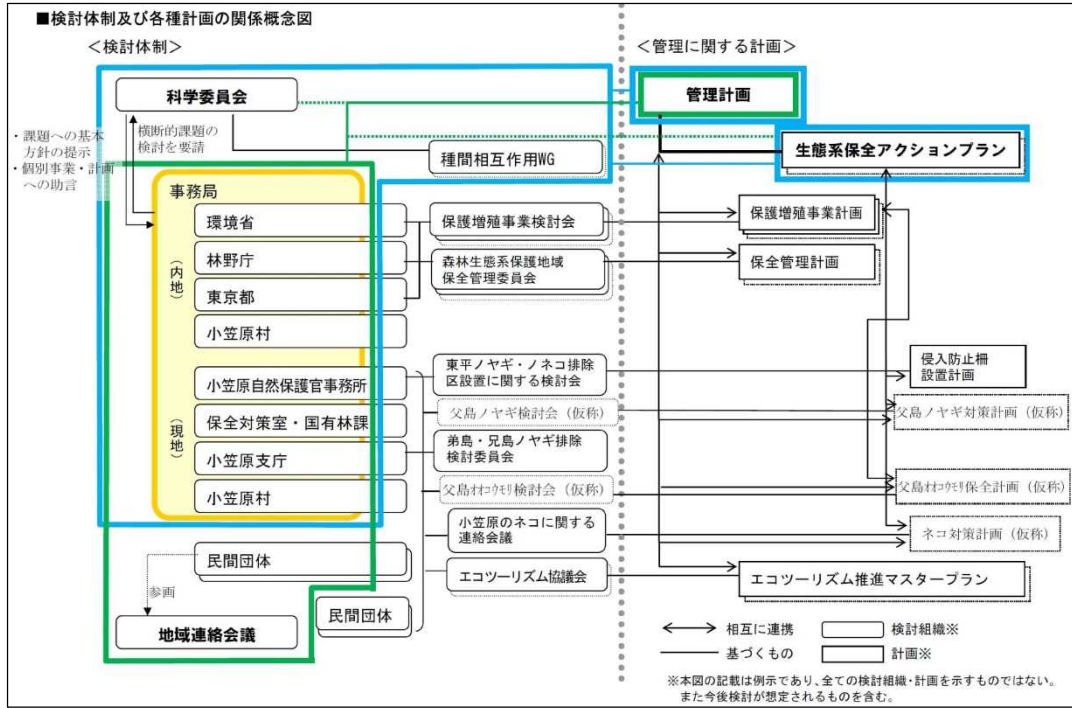 ■検討体制及び各種計画の関係概念図
＜検討体制＞
＜管理に関する計画＞
科学委員会
管理計画
・課題への基本
方針の提示
・個別事業・計画
への助言
横断的課題の
検討を要請
種間相互作用WG
生態系保全アクションプラン
事務局
（内地）
環境省
林野庁
東京都
小笠原村
保護増殖事業検討会
森林生態系保護地域
保全管理委員会
保護増殖事業計画
保全管理計画
（現地）
小笠原自然保護官事務所
保全対策室・国有林課
小笠原支庁
小笠原村
東平ノヤギ・ノネコ排除
区設置に関する検討会
父島ノヤギ検討会（仮称）
弟島・兄島ノヤギ排除
検討委員会
父島ｵｵｺｳﾓﾘ検討会（仮称）
小笠原のネコに関する
連絡会議
エコツーリズム協議会
侵入防止柵
設置計画
父島ノヤギ対策計画（仮称）
父島ｵｵｺｳﾓﾘ保全計画（仮称）
ネコ対策計画（仮称）
エコツーリズム推進マスタープラン
民間団体
参画
民間団体
地域連絡会議
相互に連携
検討組織※
基づくもの
計画※
※本図の記載は例示であり、全ての検討組織・計画を示すものではない。
また今後検討が想定されるものを含む。